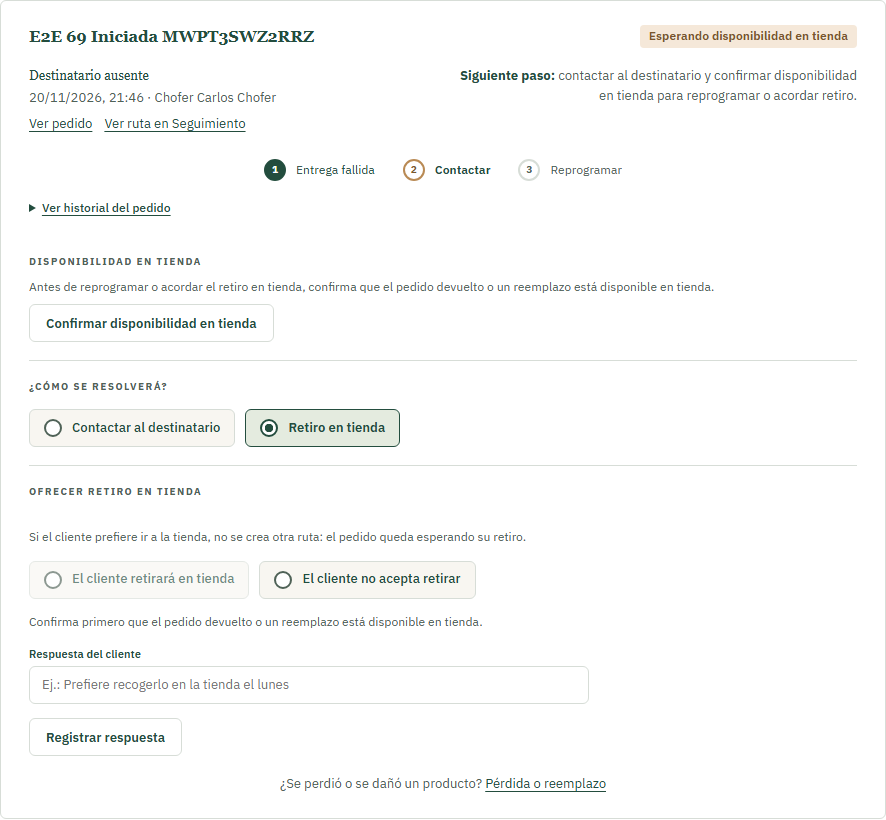 E2E 69 Iniciada MWPT3SWZ2RRZ
Esperando disponibilidad en tienda
Destinatario ausente
20/11/2026, 21:46 · Chofer Carlos Chofer
Ver pedido Ver ruta en Seguimiento
Siguiente paso: contactar al destinatario y confirmar disponibilidad
en tienda para reprogramar o acordar retiro.
1 Entrega fallida 2 Contactar 3 Reprogramar
Ver historial del pedido
DISPONIBILIDAD EN TIENDA
Antes de reprogramar o acordar el retiro en tienda, confirma que el pedido devuelto o un reemplazo está disponible en tienda.
Confirmar disponibilidad en tienda
¿CÓMO SE RESOLVERÁ?
Contactar al destinatario Retiro en tienda
OFRECER RETIRO EN TIENDA
Si el cliente prefiere ir a la tienda, no se crea otra ruta: el pedido queda esperando su retiro.
El cliente retirará en tienda El cliente no acepta retirar
Confirma primero que el pedido devuelto o un reemplazo está disponible en tienda.
Respuesta del cliente
Ej.: Prefiere recogerlo en la tienda el lunes
Registrar respuesta
¿Se perdió o se dañó un producto? Pérdida o reemplazo